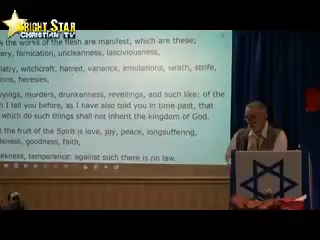 BRIGHT STAR
CHRISTIAN TV
w the works of the flesh are manifest, which are these;
ery, fornication, uncleanness, lasciviousness,
latry, witchcraft, hatred, variance, emulations, wrath, strife,
ions, heresies,
vyings, murders, drunkenness, revellings, and such like: of the
h I tell you before, as I have also told you in time past, that
which do such things shall not inherit the kingdom of God.
t the fruit of the Spirit is love, joy, peace, longsuffering,
leness, goodness, faith,
ekness, temperance: against such there is no law.